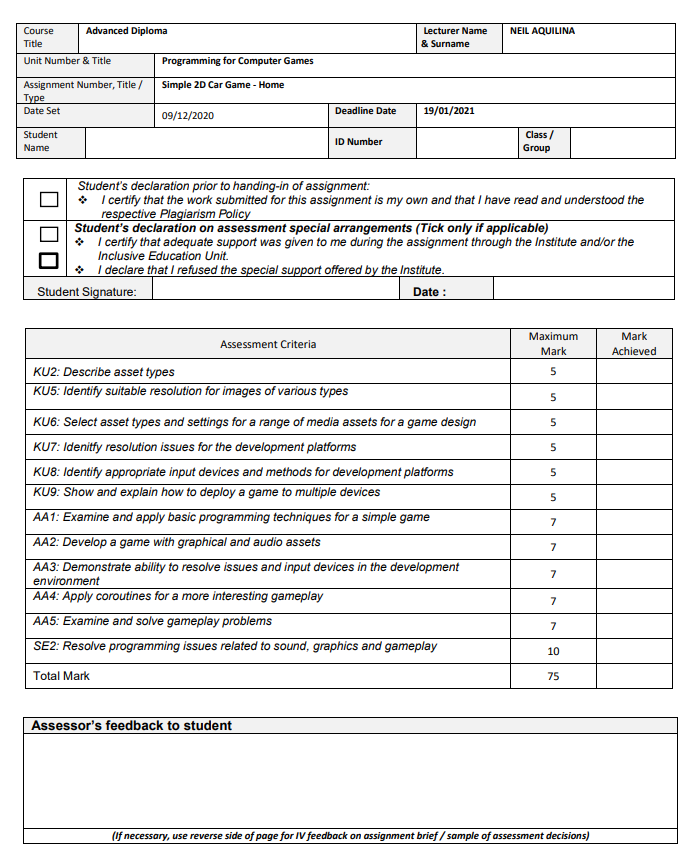 Course Title
Advanced Diploma
Lecturer Name & Surname
NEIL AQUILINA
Unit Number & Title
Programming for Computer Games
Assignment Number, Title / Type
Simple 2D Car Game - Home
Date Set
09/12/2020
Deadline Date
19/01/2021
Student Name
ID Number
Class / Group
Student's declaration prior to handing-in of assignment:
❖ I certify that the work submitted for this assignment is my own and that I have read and understood the
respective Plagiarism Policy
Student's declaration on assessment special arrangements (Tick only if applicable)
❖ I certify that adequate support was given to me during the assignment through the Institute and/or the
Inclusive Education Unit.
❖ I declare that I refused the special support offered by the Institute.
Student Signature:
Date :
Assessment Criteria
Maximum Mark
Mark Achieved
KU2: Describe asset types 5
KU5: Identify suitable resolution for images of various types 5
KU6: Select asset types and settings for a range of media assets for a game design 5
KU7: Idenitfy resolution issues for the development platforms 5
KU8: Identify appropriate input devices and methods for development platforms 5
KU9: Show and explain how to deploy a game to multiple devices 5
AA1: Examine and apply basic programming techniques for a simple game 7
AA2: Develop a game with graphical and audio assets 7
AA3: Demonstrate ability to resolve issues and input devices in the development
environment 7
AA4: Apply coroutines for a more interesting gameplay 7
AA5: Examine and solve gameplay problems 7
SE2: Resolve programming issues related to sound, graphics and gameplay 10
Total Mark 75
Assessor's feedback to student
(If necessary, use reverse side of page for IV feedback on assignment brief / sample of assessment decisions)